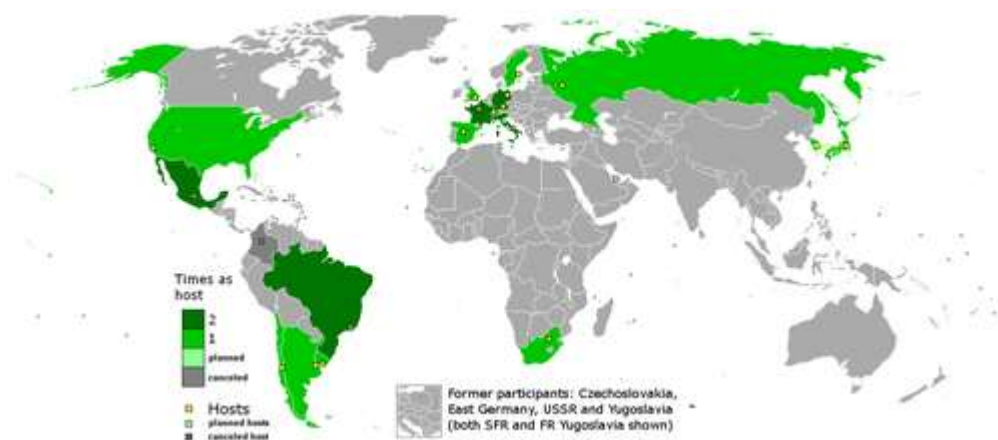 Times as
host
2
1
planned
canceled
Hosts
planned hosts
canceled host
Former participants: Czechoslovakia,
East Germany, USSR and Yugoslavia
(both SFR and FR Yugoslavia shown)